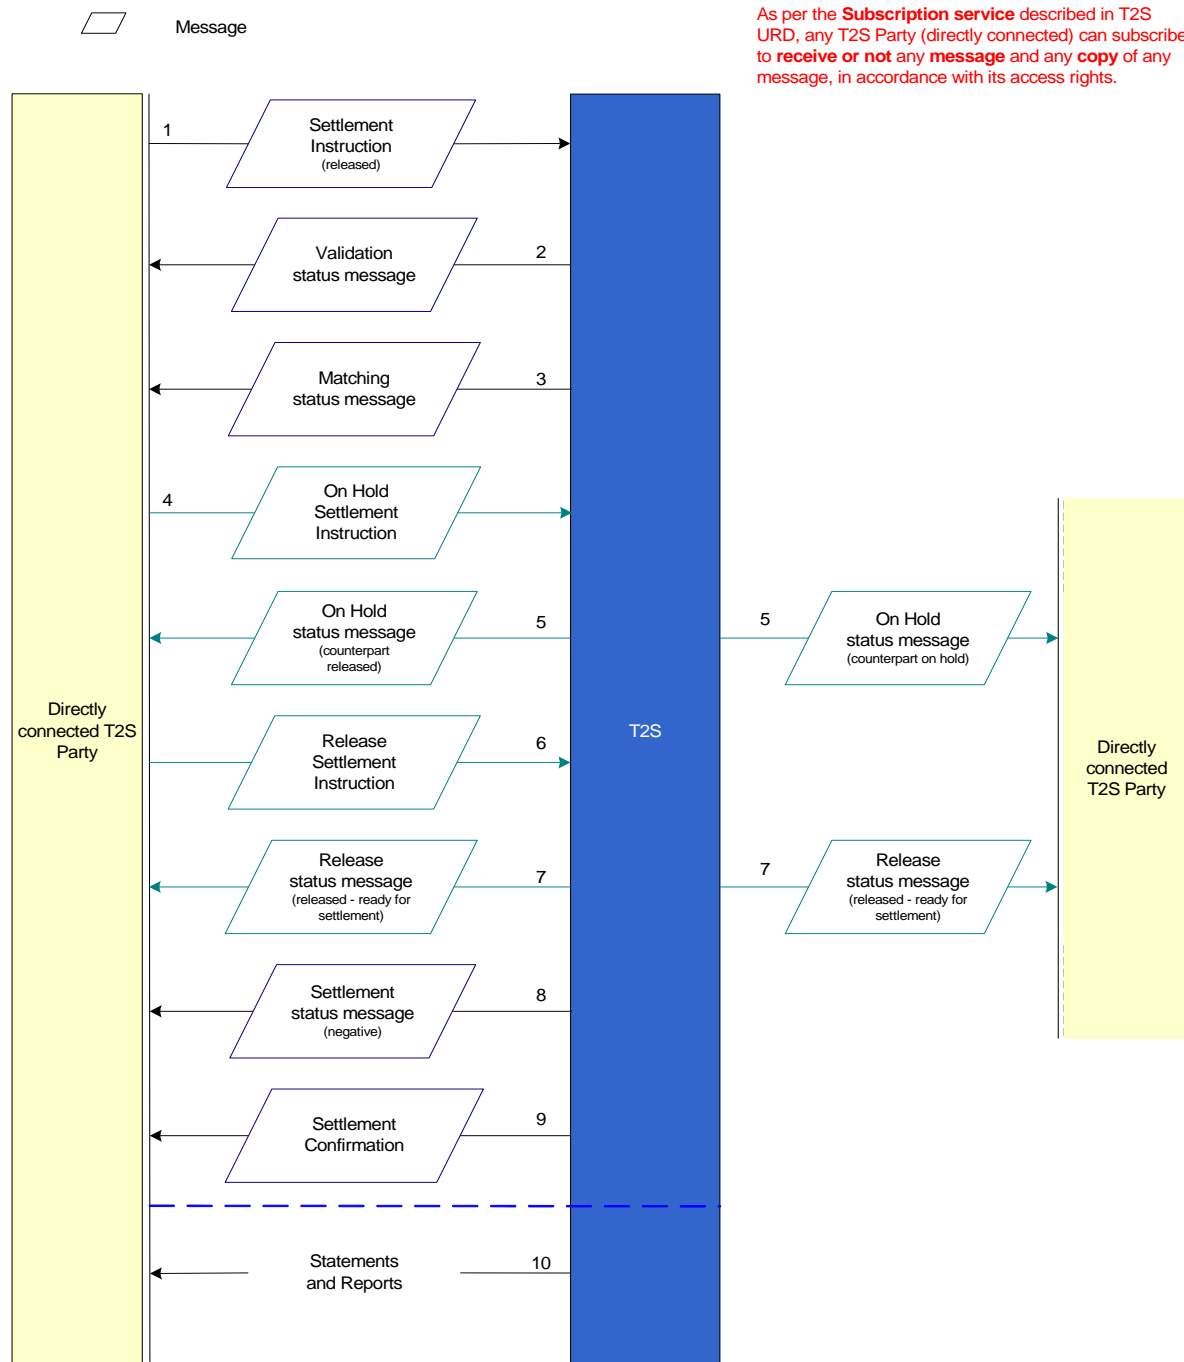 Message
As per the Subscription service described in T2S
URD, any T2S Party (directly connected) can subscribe
to receive or not any message and any copy of any
message, in accordance with its access rights.
1
Settlement
Instruction
(released)
Validation
status message
2
Matching
status message
3
4
On Hold
Settlement
Instruction
On Hold
status message
(counterpart
released)
5
5
On Hold
status message
(counterpart on hold)
Directly
connected T2S
Party
T2S
Release
Settlement
Instruction
6
Directly
connected
T2S Party
Release
status message
(released - ready for
settlement)
7
7
Release
status message
(released - ready for
settlement)
Settlement
status message
(negative)
8
Settlement
Confirmation
9
Statements
and Reports
10